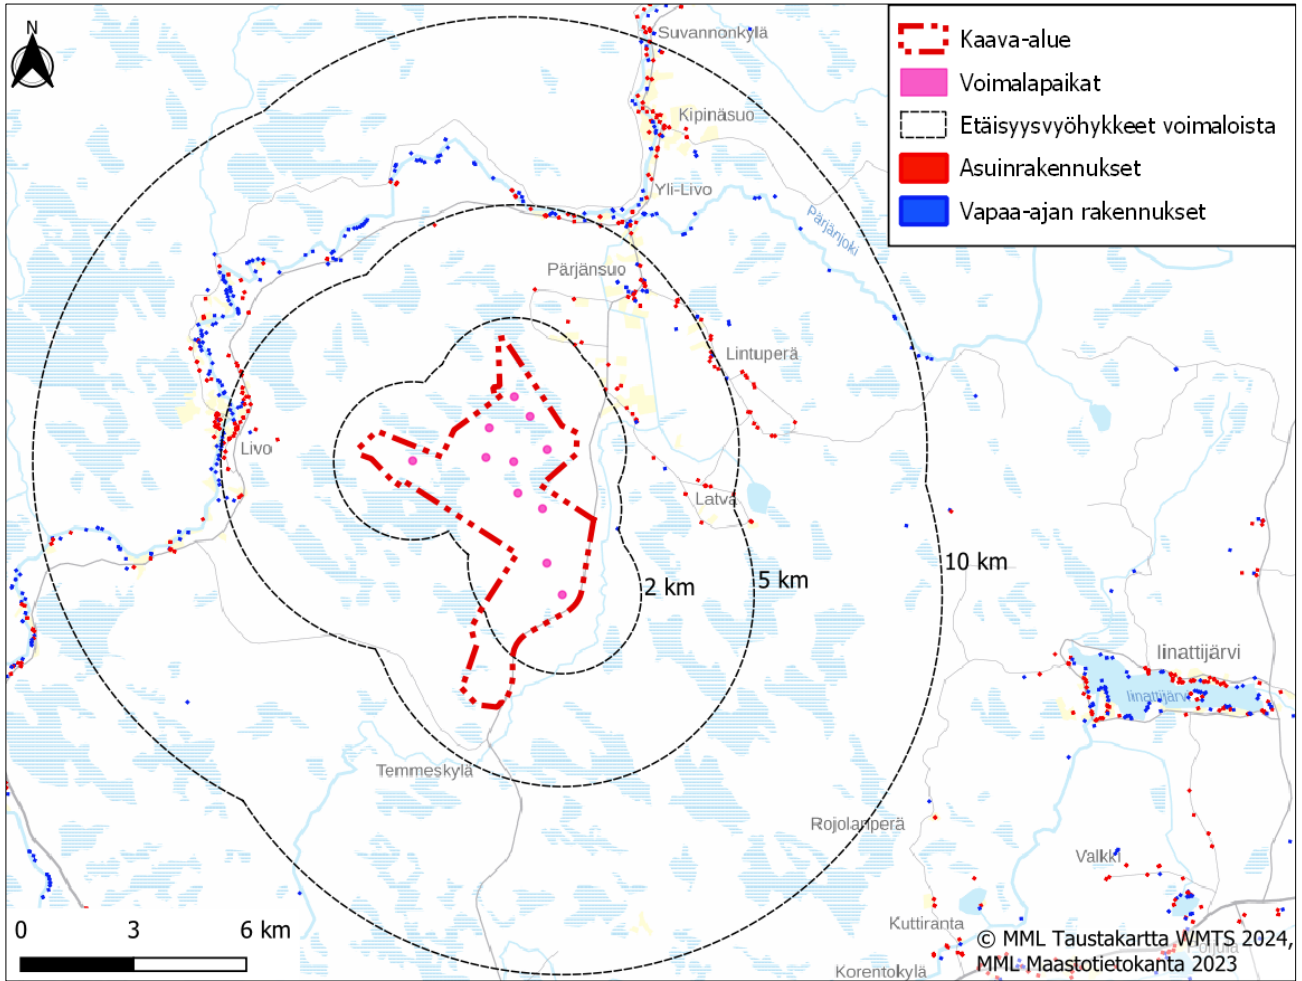 N
Suvannonkylä
Kipinäsuo
Yli-Livo
Pärjänjoki
Pärjänsuo
Lintuperä
Livo
Latva
2 km
5 km
10 km
Iinattijärvi
Iinattijärvi
Temmeskylä
Rojolanperä
Valkki
Kuttiranta
Korentokylä
Kaava-alue
Voimalapaikat
Etäisyysvyöhykkeet voimaloista
Asuinrakennukset
Vapaa-ajan rakennukset
0 3 6 km
© MML Taustakartta WMTS 2024,
MML Maastotietokanta 2023